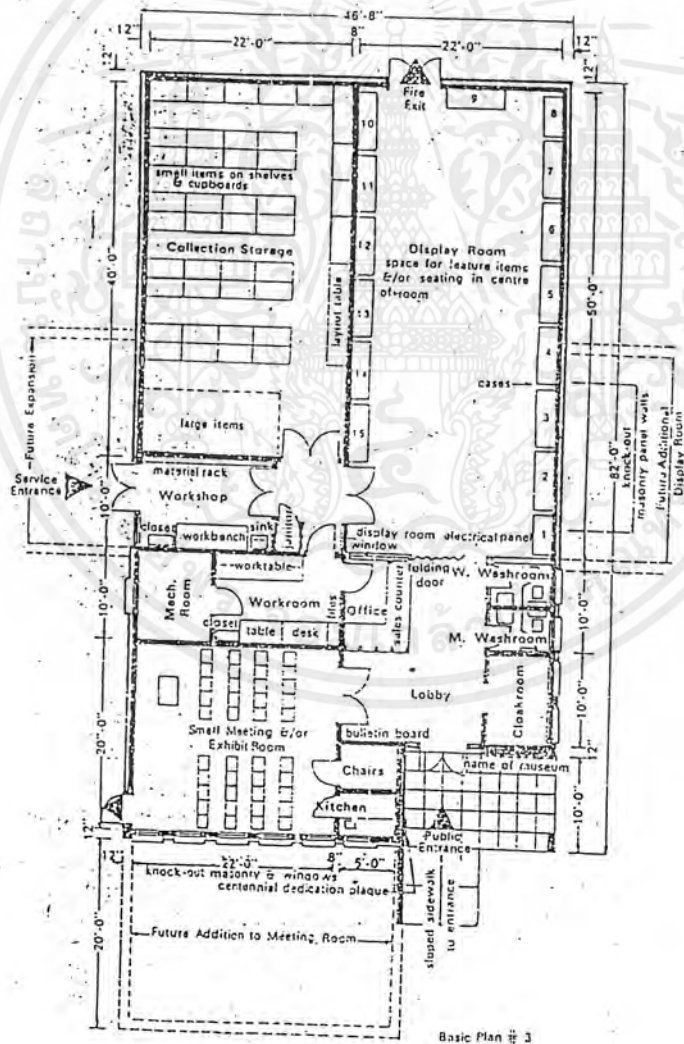 46'-8"
12"
22'-0"
8"
22'-0"
12"
12"
12"
Fire
Exit
9
10
8
11
7
small items on shelves
& cupboards
12
6
Collection Storage
Display Room
space for feature items
&/or seating in centre
of room
40'-0"
50'-0"
5
13
layout table
4
14
cases
3
large items
15
2
82'-0"
knock-out
masonry panel walls
Future Additional
Display Room
Future Expansion
Service
Entrance
material rack
Workshop
10'-0"
closet
workbench
sink
display room electrical panel
window
1
folding
door
worktable
W. Washroom
Mech.
Room
Workroom
files
Office
sales counter
10'-0"
M. Washroom
closet
table
desk
Lobby
Cloakroom
10'-0"
20'-0"
Small Meeting &/or
Exhibit Room
bulletin board
12"
name of museum
Chairs
Kitchen
10'-0"
Public
Entrance
12"
12"
22'-0"
8"
5'-0"
knock-out masonry & windows
centennial dedication plaque
sloped sidewalk
to entrance
20'-0"
Future Addition to Meeting Room
Basic Plan # 3